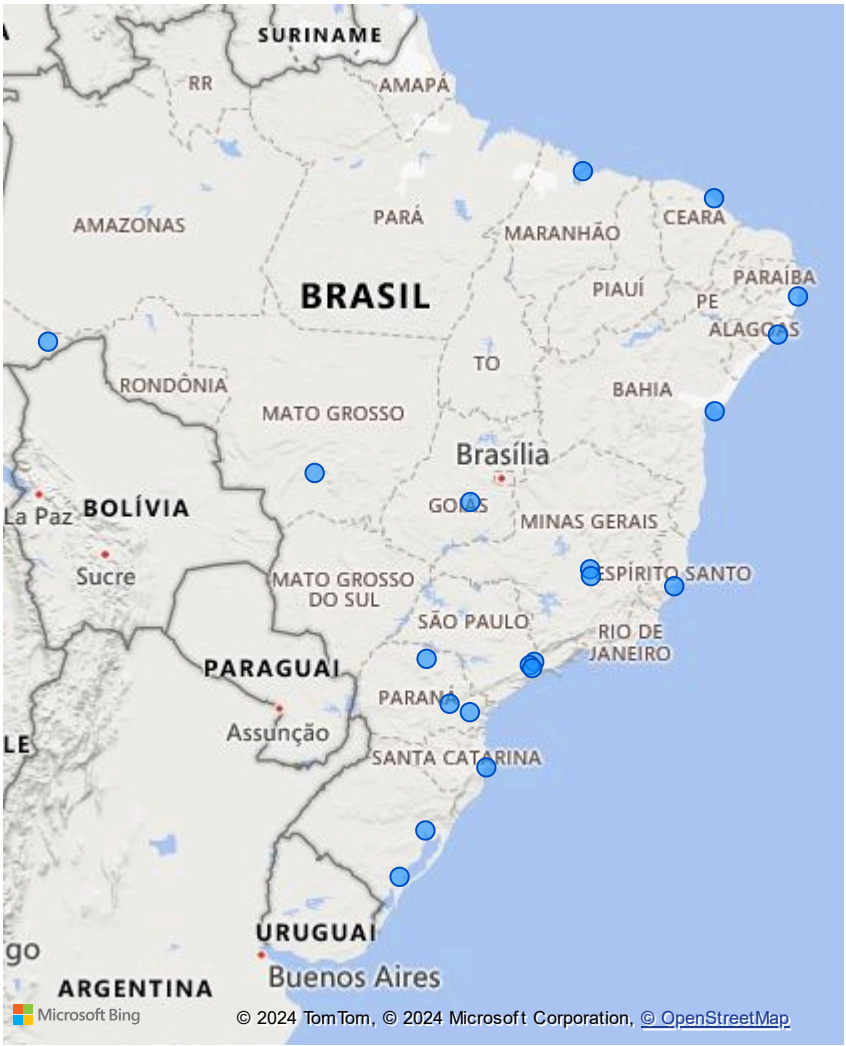 SURINAME
RR
AMAPÁ
AMAZONAS
PARÁ
MARANHÃO
CEARÁ
BRASIL
PIAUÍ
PARAÍBA
PE
ALAGOAS
TO
RONDÔNIA
MATO GROSSO
BAHIA
Brasília
GOIÁS
La Paz
BOLÍVIA
MINAS GERAIS
Sucre
MATO GROSSO
DO SUL
ESPÍRITO SANTO
SÃO PAULO
RIO DE
JANEIRO
PARAGUAI
PARANÁ
Assunção
LE
SANTA CATARINA
URUGUAI
go
Buenos Aires
ARGENTINA
Microsoft Bing
© 2024 TomTom, © 2024 Microsoft Corporation, © OpenStreetMap